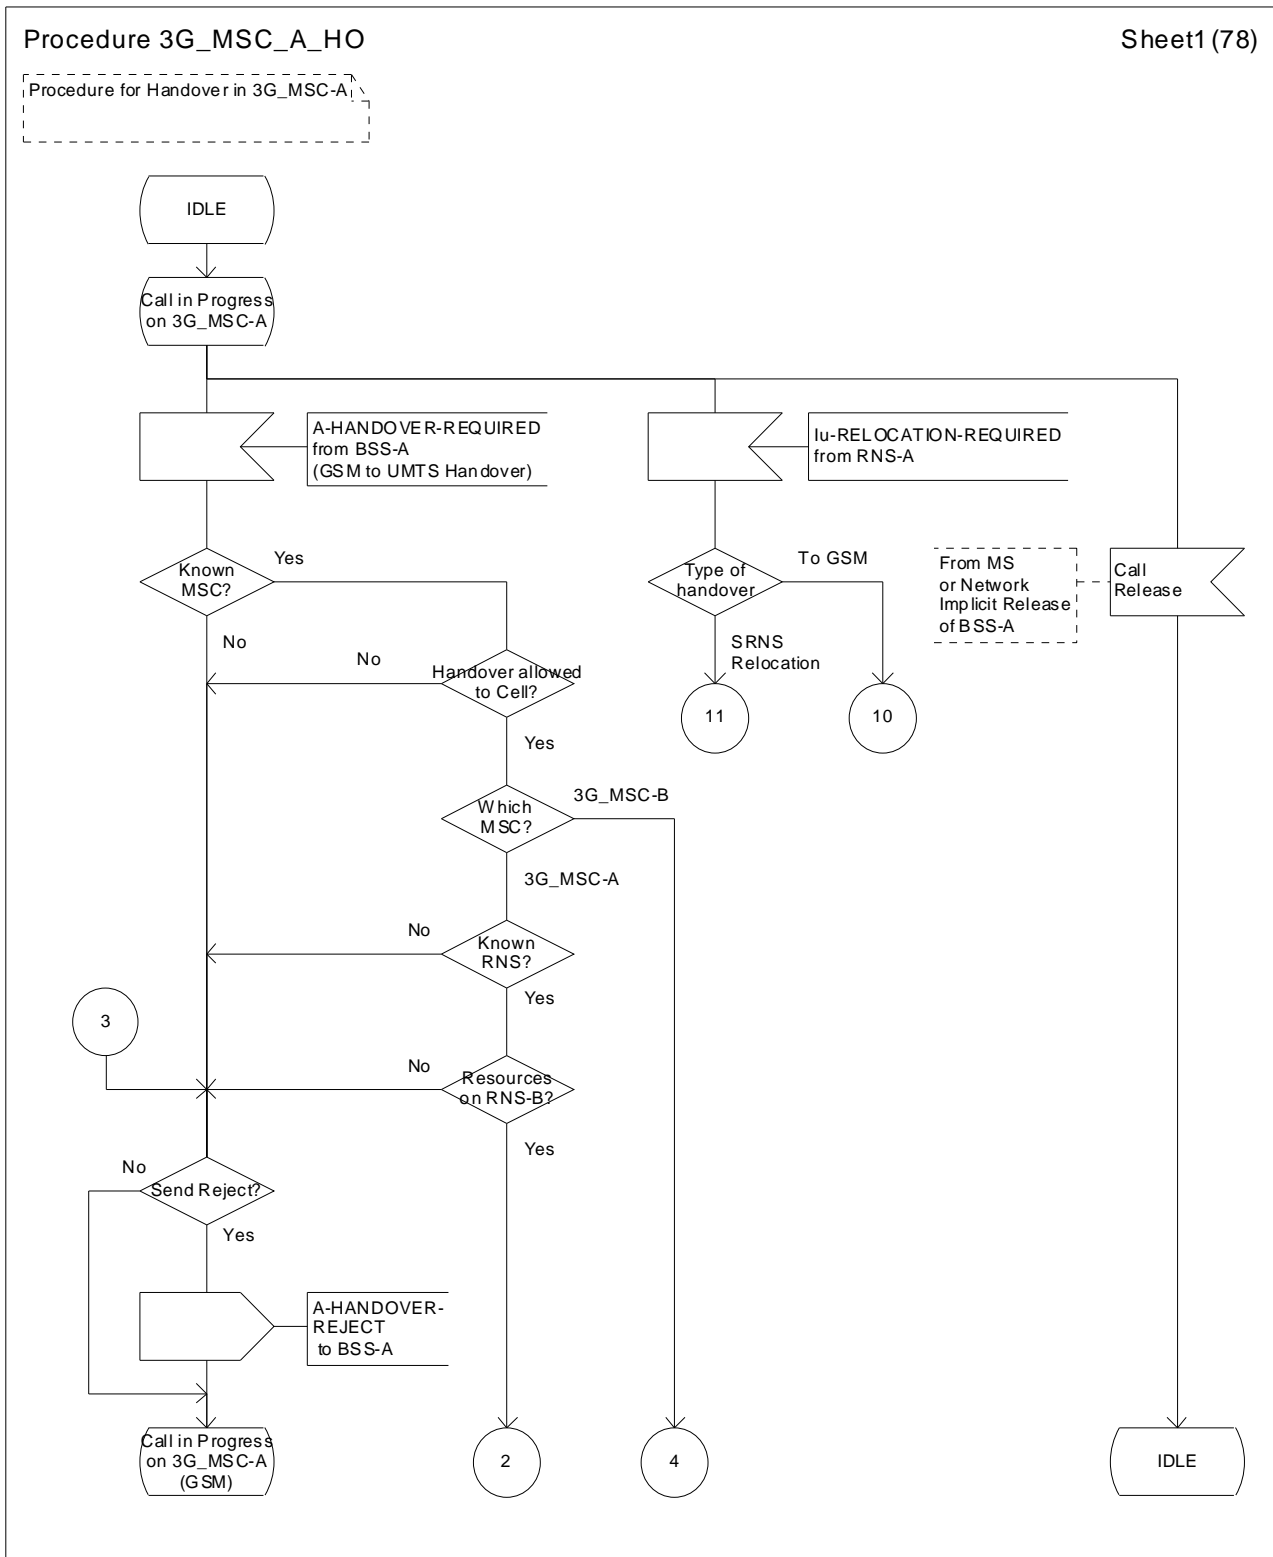 Procedure 3G_MSC_A_HO
Sheet1 (78)
Procedure for Handover in 3G_MSC-A
IDLE
Call in Progress
on 3G_MSC-A
A-HANDOVER-REQUIRED
from BSS-A
(GSM to UMTS Handover)
Iu-RELOCATION-REQUIRED
from RNS-A
Known
MSC?
Yes
No
Type of
handover
To GSM
SRNS
Relocation
From MS
or Network
Implicit Release
of BSS-A
Call
Release
Handover allowed
to Cell?
No
Yes
11
10
Which
MSC?
3G_MSC-B
3G_MSC-A
Known
RNS?
No
Yes
3
Resources
on RNS-B?
No
Yes
Send Reject?
No
Yes
A-HANDOVER-
REJECT
to BSS-A
Call in Progress
on 3G_MSC-A
(GSM)
2
4
IDLE